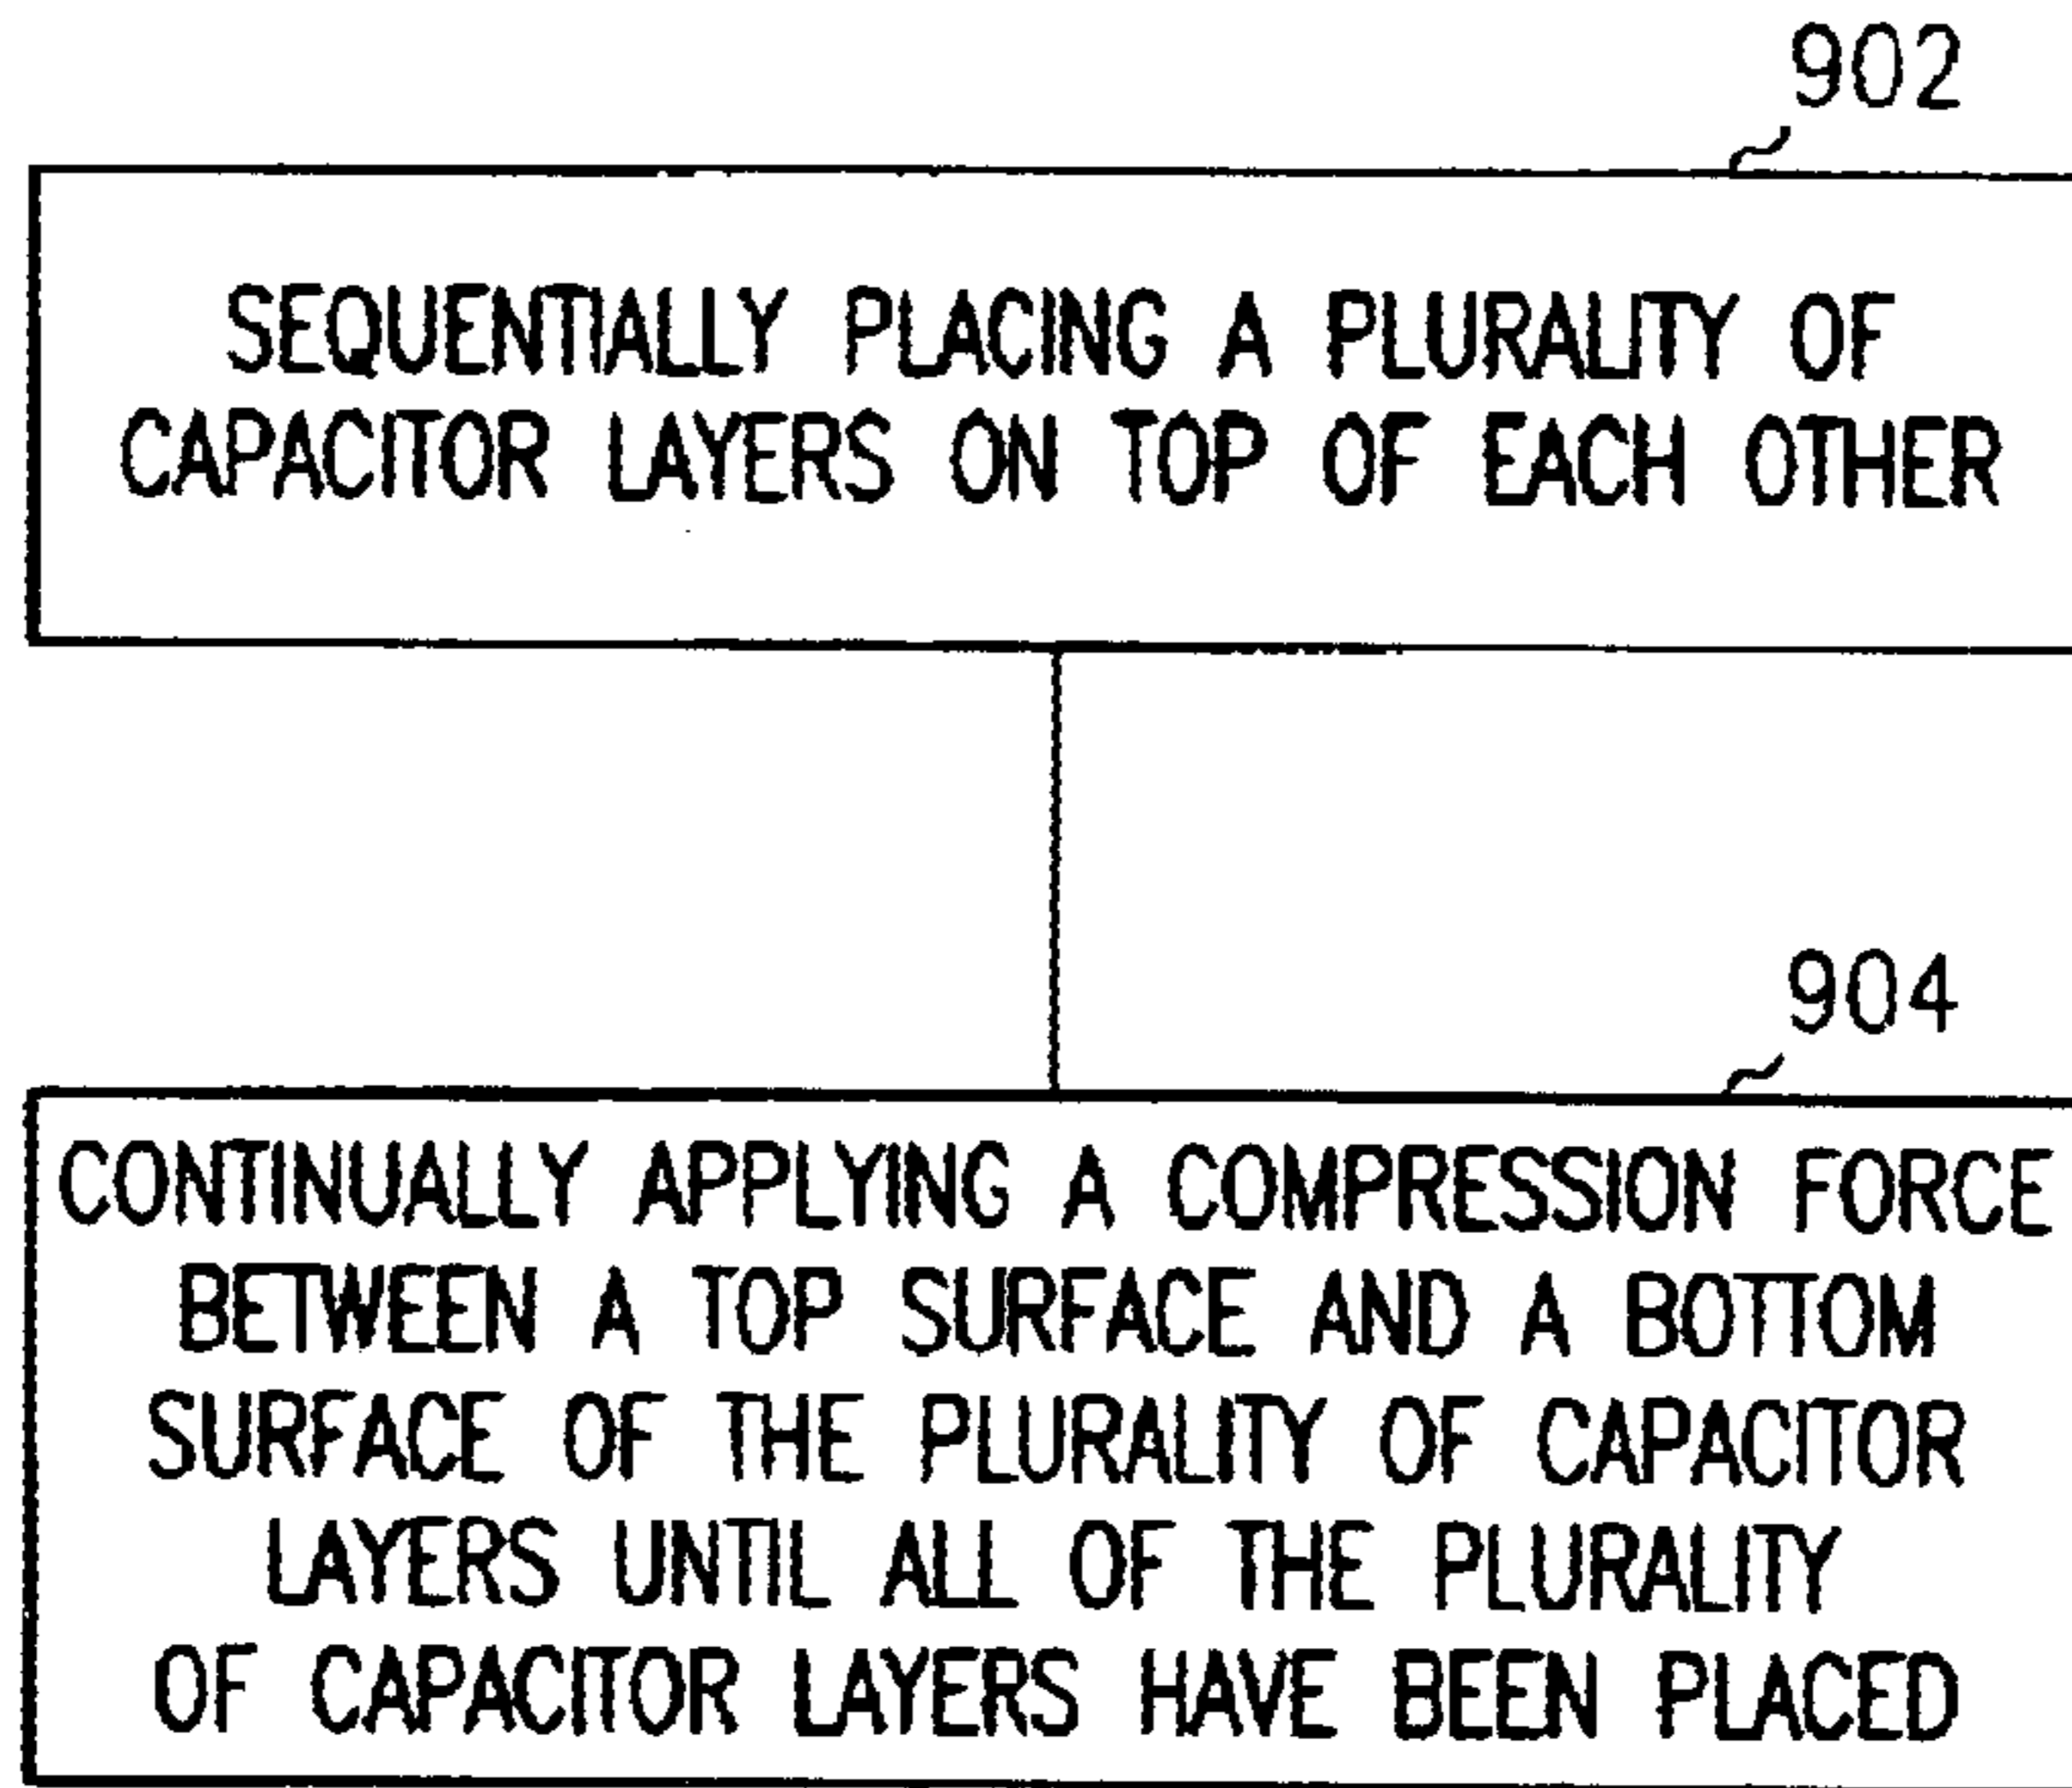 902
SEQUENTIALLY PLACING A PLURALITY OF
CAPACITOR LAYERS ON TOP OF EACH OTHER
904
CONTINUALLY APPLYING A COMPRESSION FORCE
BETWEEN A TOP SURFACE AND A BOTTOM
SURFACE OF THE PLURALITY OF CAPACITOR
LAYERS UNTIL ALL OF THE PLURALITY
OF CAPACITOR LAYERS HAVE BEEN PLACED